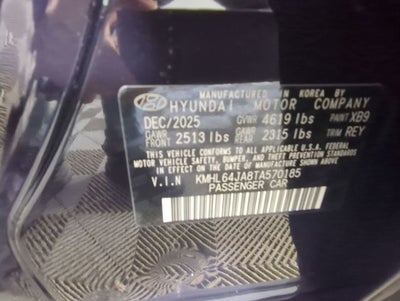 MANUFACTURED IN KOREA
BY HYUNDAI MOTOR COMPANY
DEC/2025 GVWR 4619 lbs PAINT XB9
GAWR FRONT 2513 lbs GAWR REAR 2315 lbs TRIM REY
THIS VEHICLE CONFORMS TO ALL APPLICABLE U.S.A. FEDERAL
MOTOR VEHICLE SAFETY, BUMPER, AND THEFT PREVENTION STANDARDS
IN EFFECT ON THE DATE OF MANUFACTURE SHOWN ABOVE.
V.I.N KMHL64JA8TA570185
PASSENGER CAR